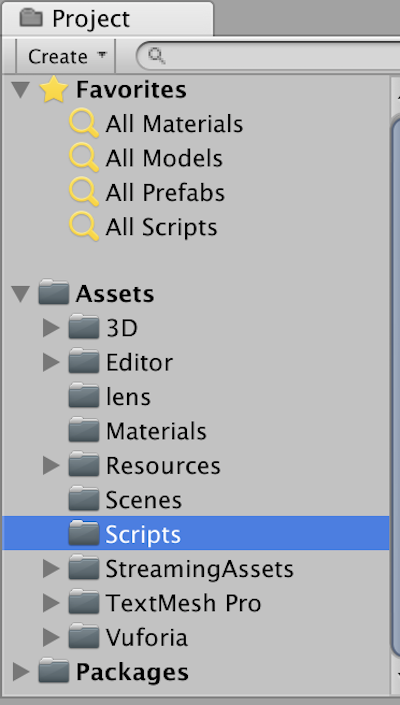 Project
Create
Favorites
All Materials
All Models
All Prefabs
All Scripts
Assets
3D
Editor
lens
Materials
Resources
Scenes
Scripts
StreamingAssets
TextMesh Pro
Vuforia
Packages